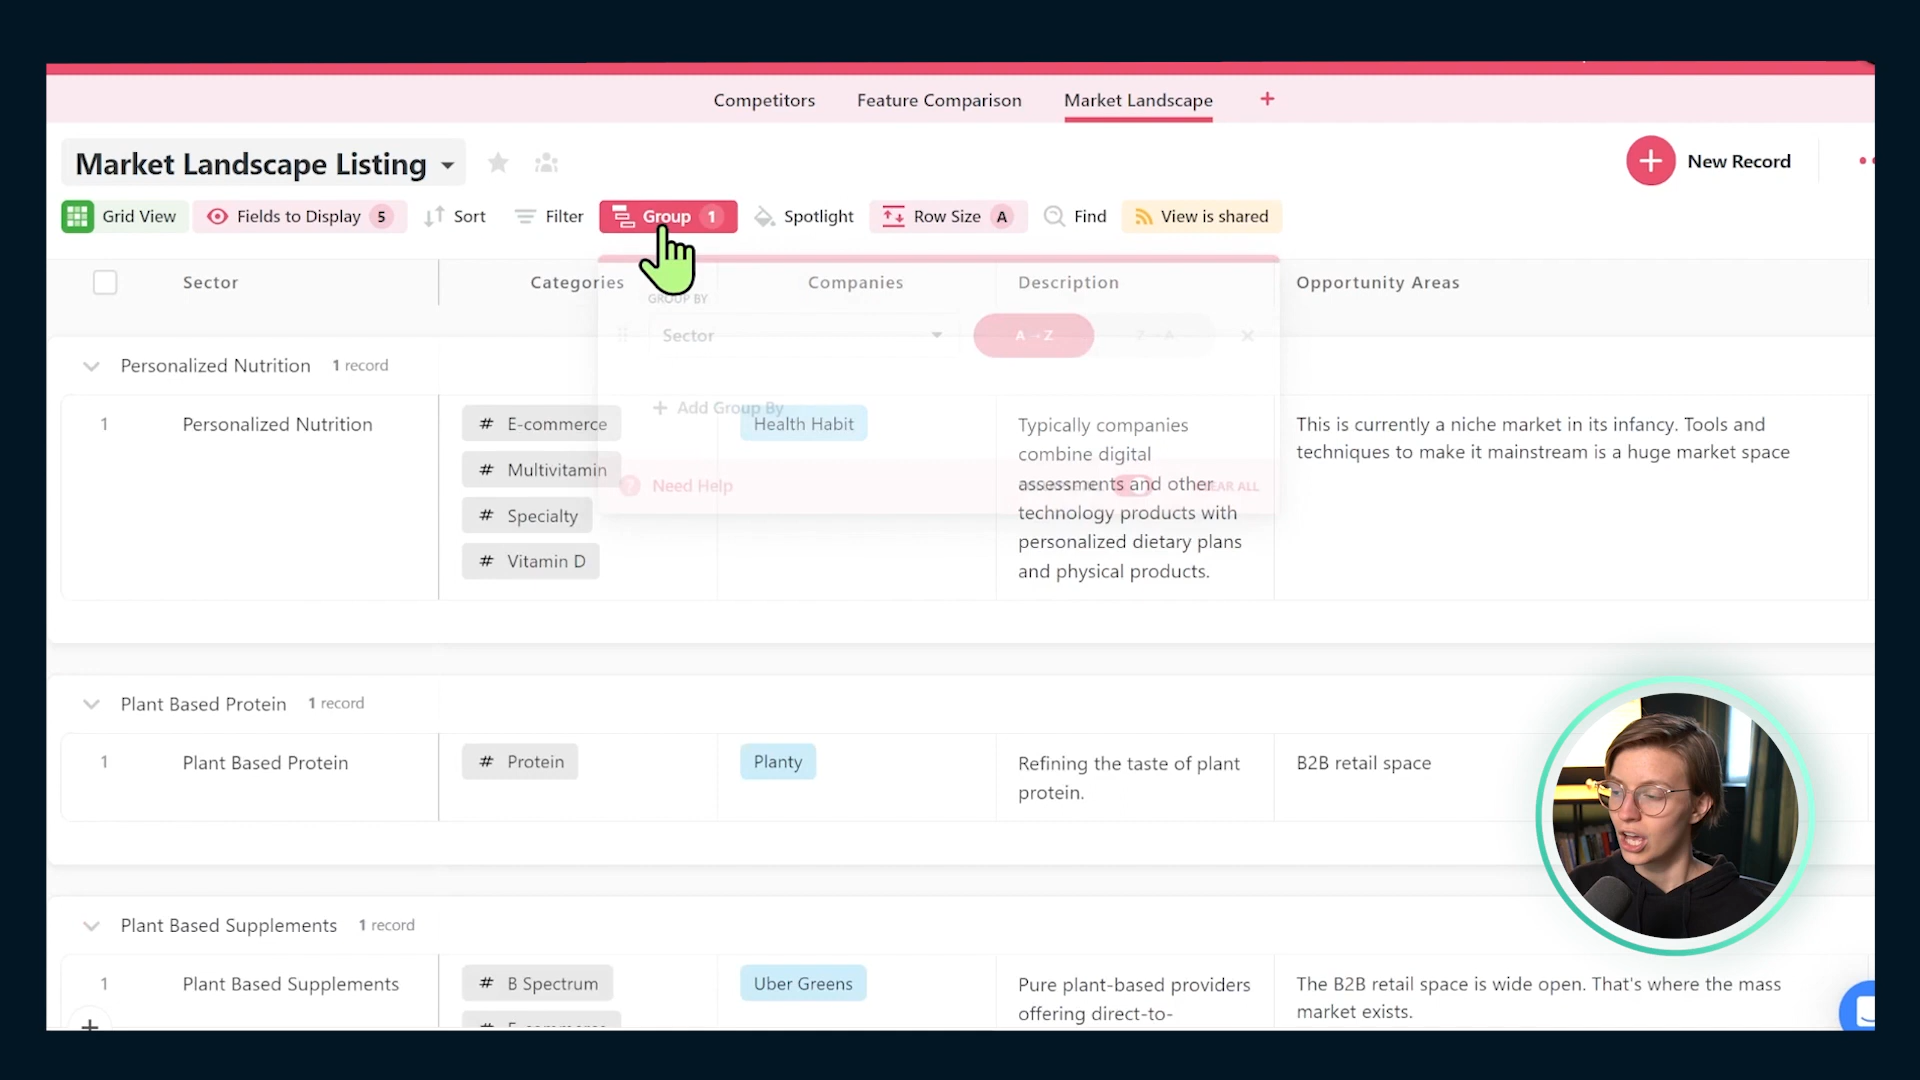 Competitors
Feature Comparison
Market Landscape
+
Market Landscape Listing
New Record
Grid View
Fields to Display 5
Sort
Filter
Group 1
Spotlight
Row Size A
Find
View is shared
Sector
Categories
Companies
Description
Opportunity Areas
GROUP BY
Sector
A → Z
Z → A
+ Add Group By
Need Help
CLEAR ALL
Personalized Nutrition 1 record
1
Personalized Nutrition
# E-commerce
# Multivitamin
# Specialty
# Vitamin D
Health Habit
Typically companies
combine digital
assessments and other
technology products with
personalized dietary plans
and physical products.
This is currently a niche market in its infancy. Tools and
techniques to make it mainstream is a huge market space
Plant Based Protein 1 record
1
Plant Based Protein
# Protein
Planty
Refining the taste of plant
protein.
B2B retail space
Plant Based Supplements 1 record
1
Plant Based Supplements
# B Spectrum
# E-commerce
Uber Greens
Pure plant-based providers
offering direct-to-
The B2B retail space is wide open. That's where the mass
market exists.